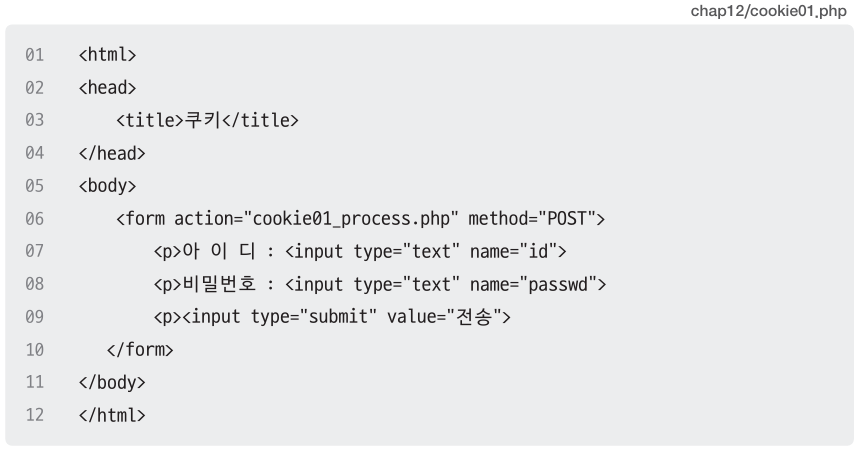 chap12/cookie01.php
01 <html>
02 <head>
03     <title>쿠키</title>
04 </head>
05 <body>
06     <form action="cookie01_process.php" method="POST">
07         <p>아 이 디 : <input type="text" name="id">
08         <p>비밀번호 : <input type="text" name="passwd">
09         <p><input type="submit" value="전송">
10    </form>
11 </body>
12 </html>